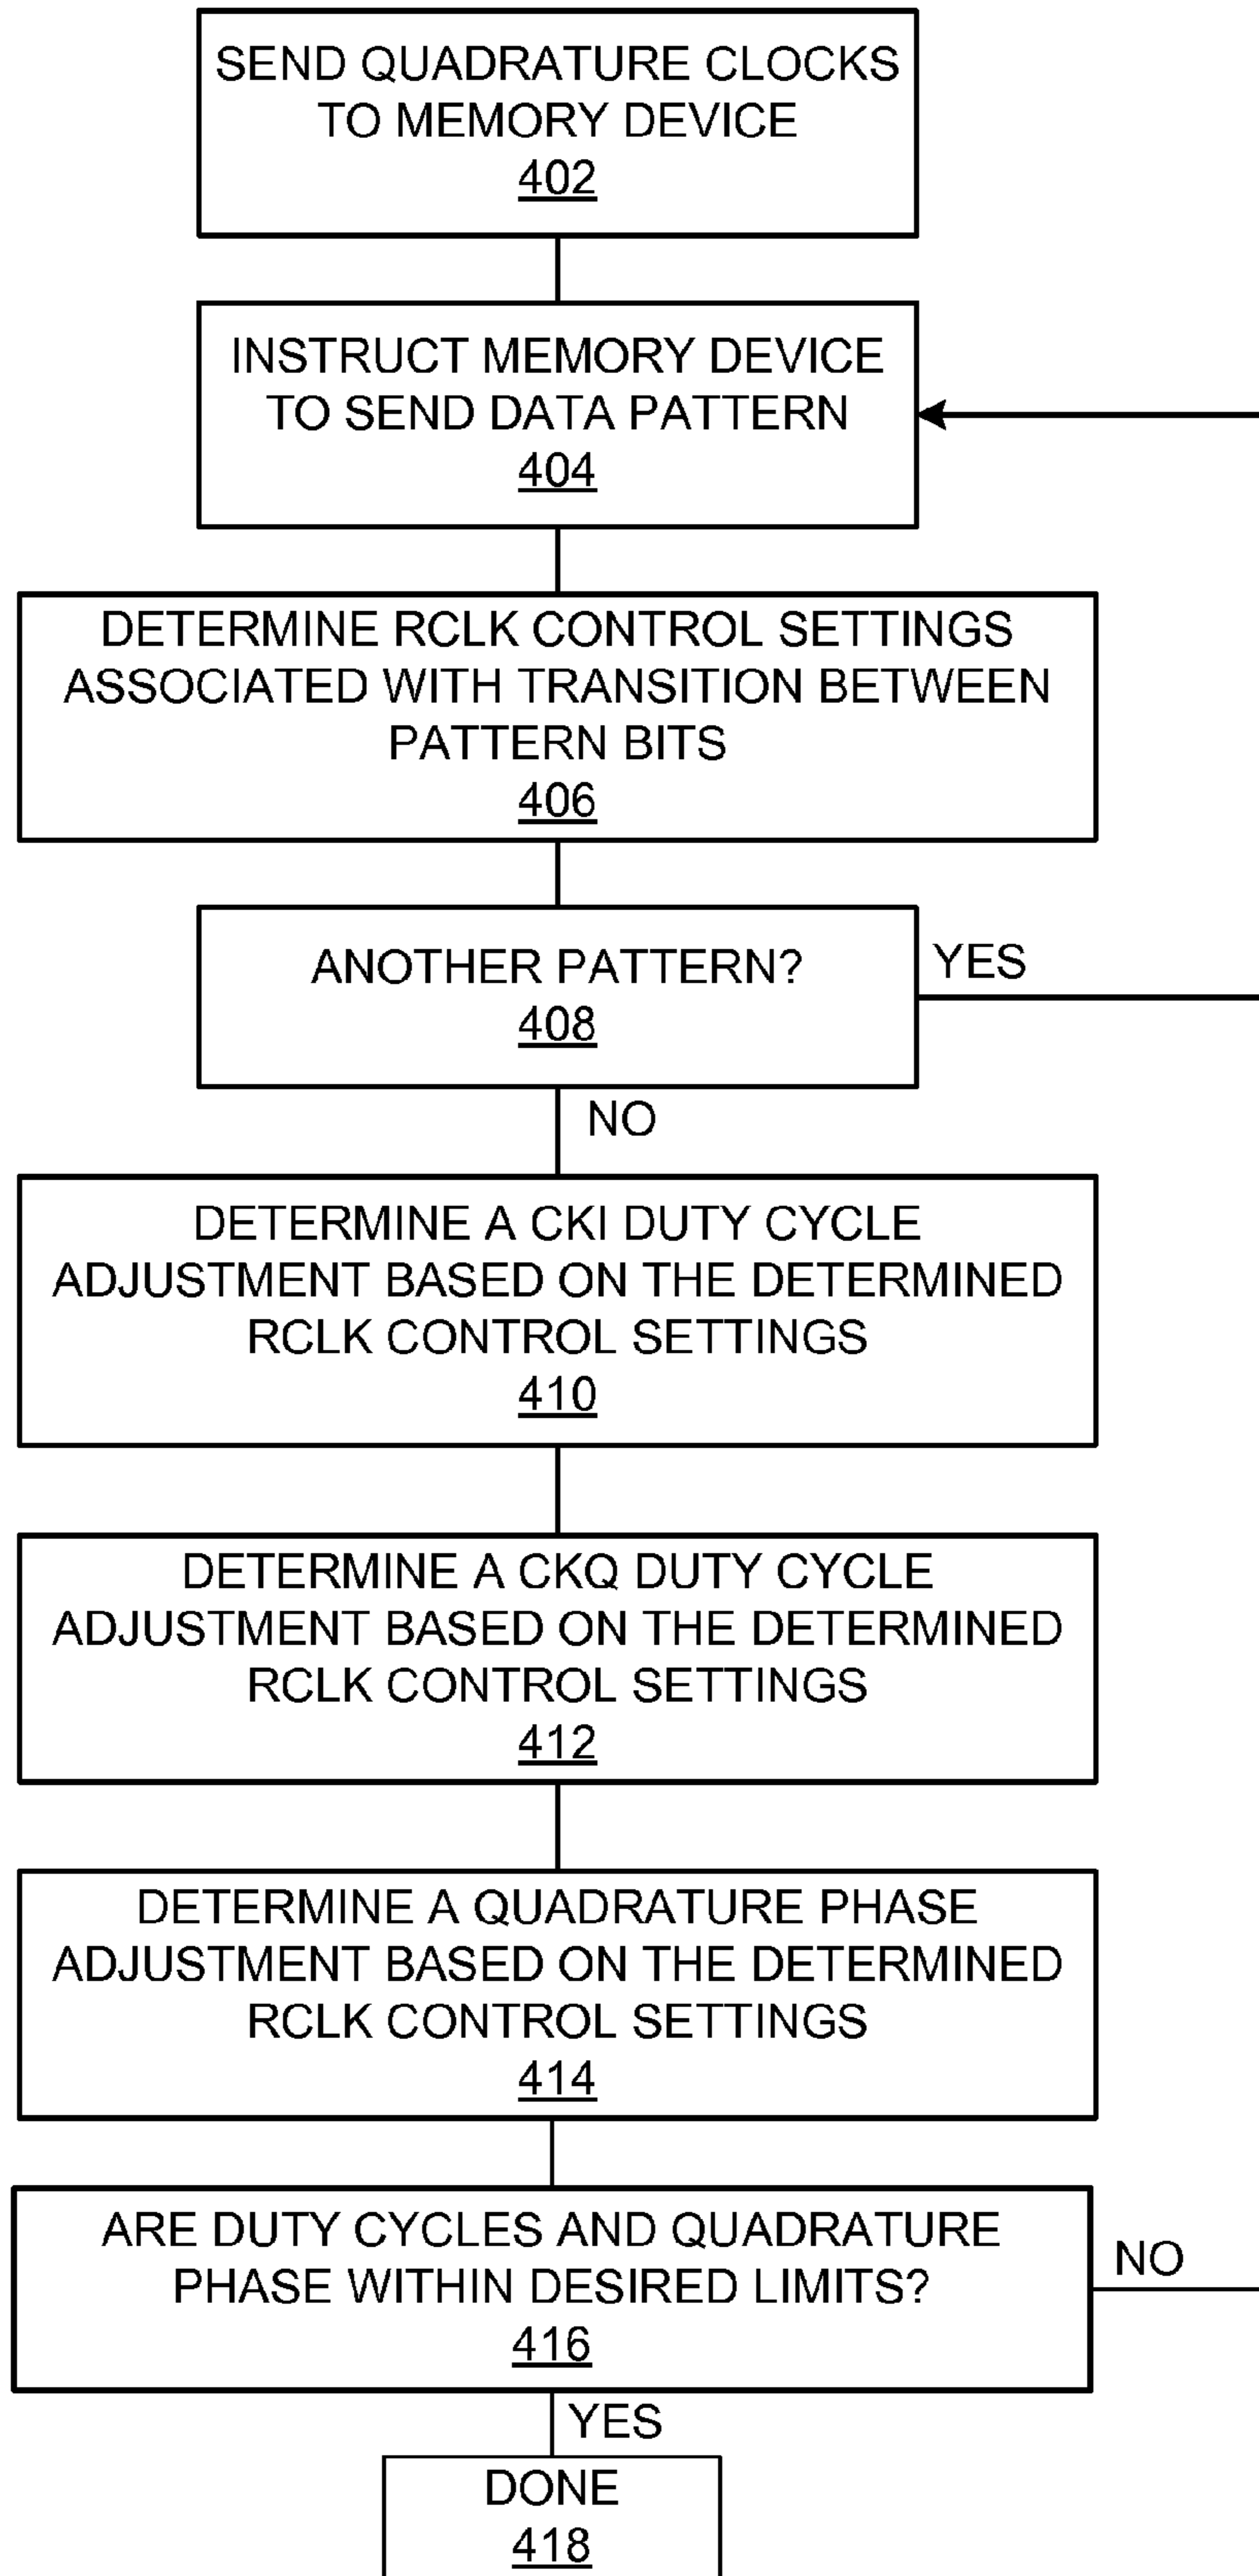 SEND QUADRATURE CLOCKS
TO MEMORY DEVICE
402
INSTRUCT MEMORY DEVICE
TO SEND DATA PATTERN
404
DETERMINE RCLK CONTROL SETTINGS
ASSOCIATED WITH TRANSITION BETWEEN
PATTERN BITS
406
ANOTHER PATTERN?
408
YES
NO
DETERMINE A CKI DUTY CYCLE
ADJUSTMENT BASED ON THE DETERMINED
RCLK CONTROL SETTINGS
410
DETERMINE A CKQ DUTY CYCLE
ADJUSTMENT BASED ON THE DETERMINED
RCLK CONTROL SETTINGS
412
DETERMINE A QUADRATURE PHASE
ADJUSTMENT BASED ON THE DETERMINED
RCLK CONTROL SETTINGS
414
ARE DUTY CYCLES AND QUADRATURE
PHASE WITHIN DESIRED LIMITS?
416
NO
YES
DONE
418